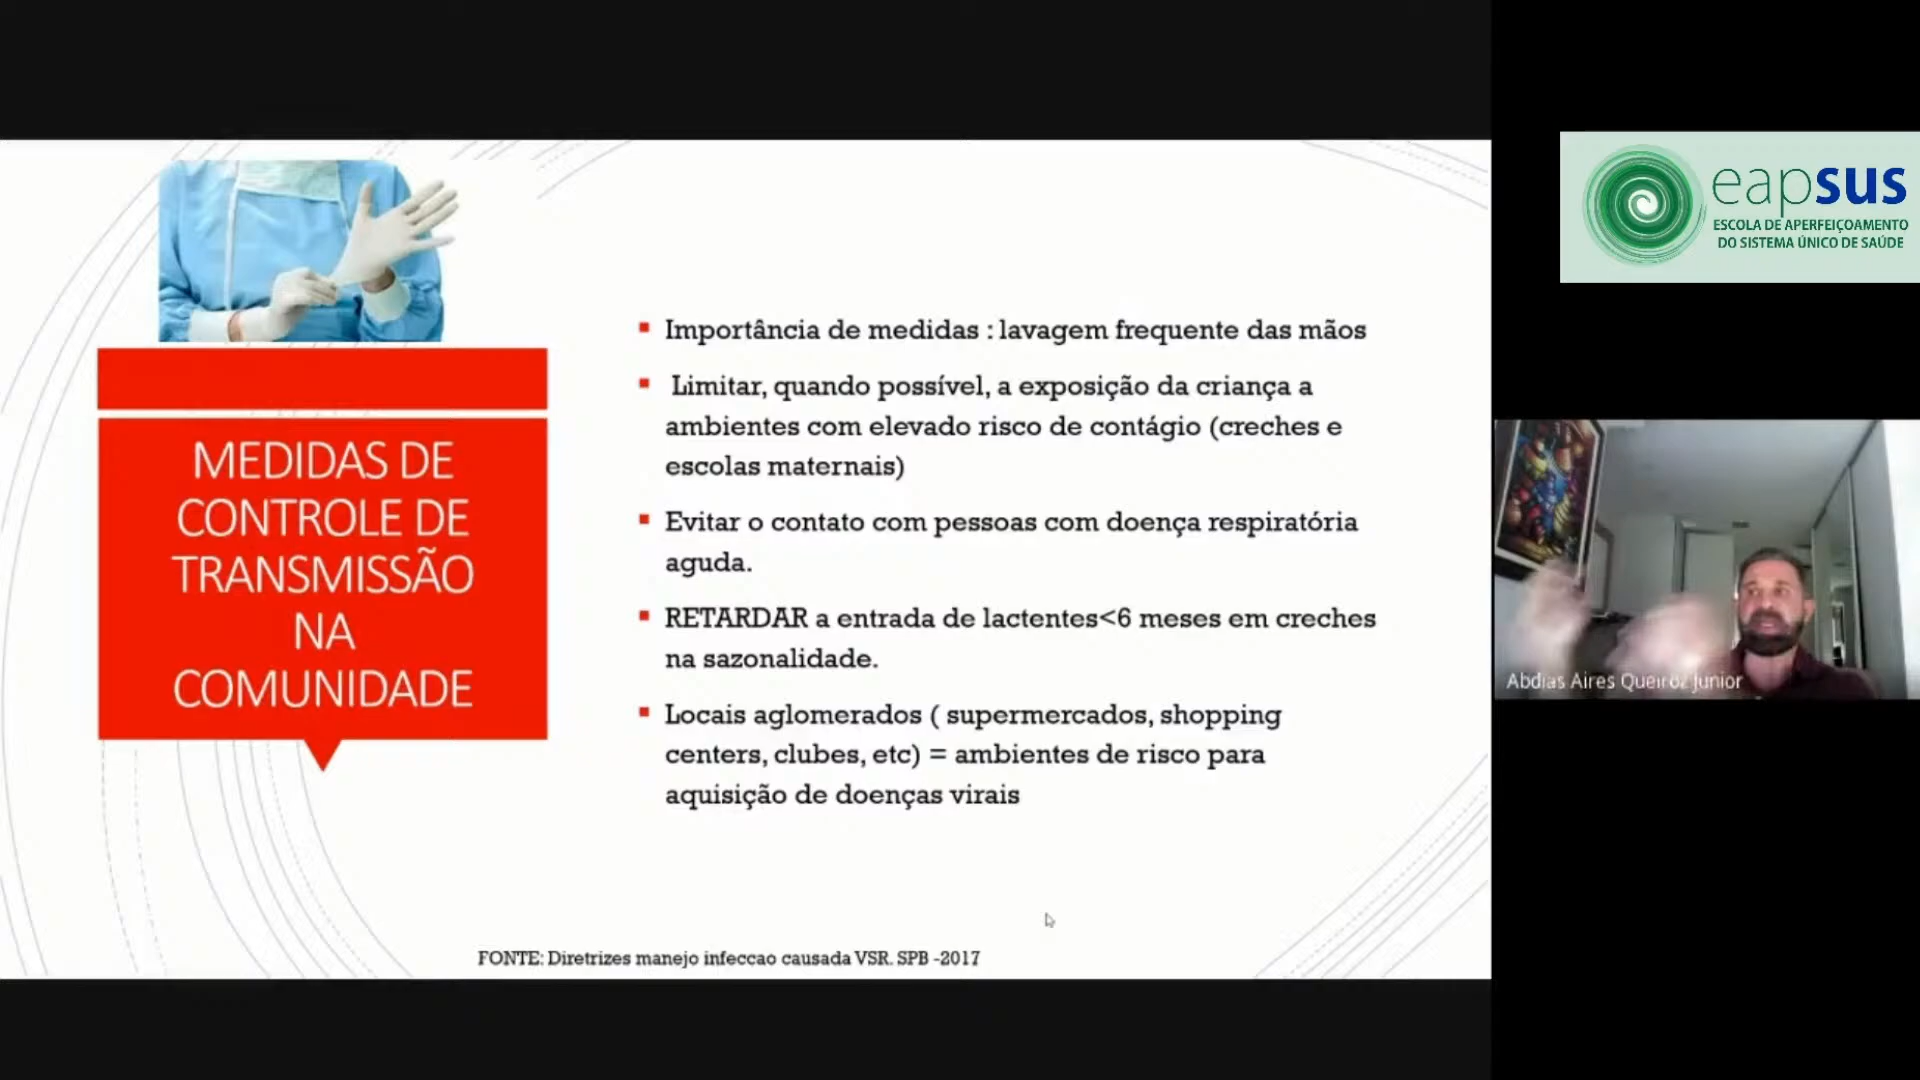 MEDIDAS DE
CONTROLE DE
TRANSMISSÃO
NA
COMUNIDADE
Importância de medidas : lavagem frequente das mãos
Limitar, quando possível, a exposição da criança a
ambientes com elevado risco de contágio (creches e
escolas maternais)
Evitar o contato com pessoas com doença respiratória
aguda.
RETARDAR a entrada de lactentes<6 meses em creches
na sazonalidade.
Locais aglomerados ( supermercados, shopping
centers, clubes, etc) = ambientes de risco para
aquisição de doenças virais
FONTE: Diretrizes manejo infeccao causada VSR. SPB -2017
eapsus
ESCOLA DE APERFEIÇOAMENTO
DO SISTEMA ÚNICO DE SAÚDE
Abdias Aires Queiroz Junior